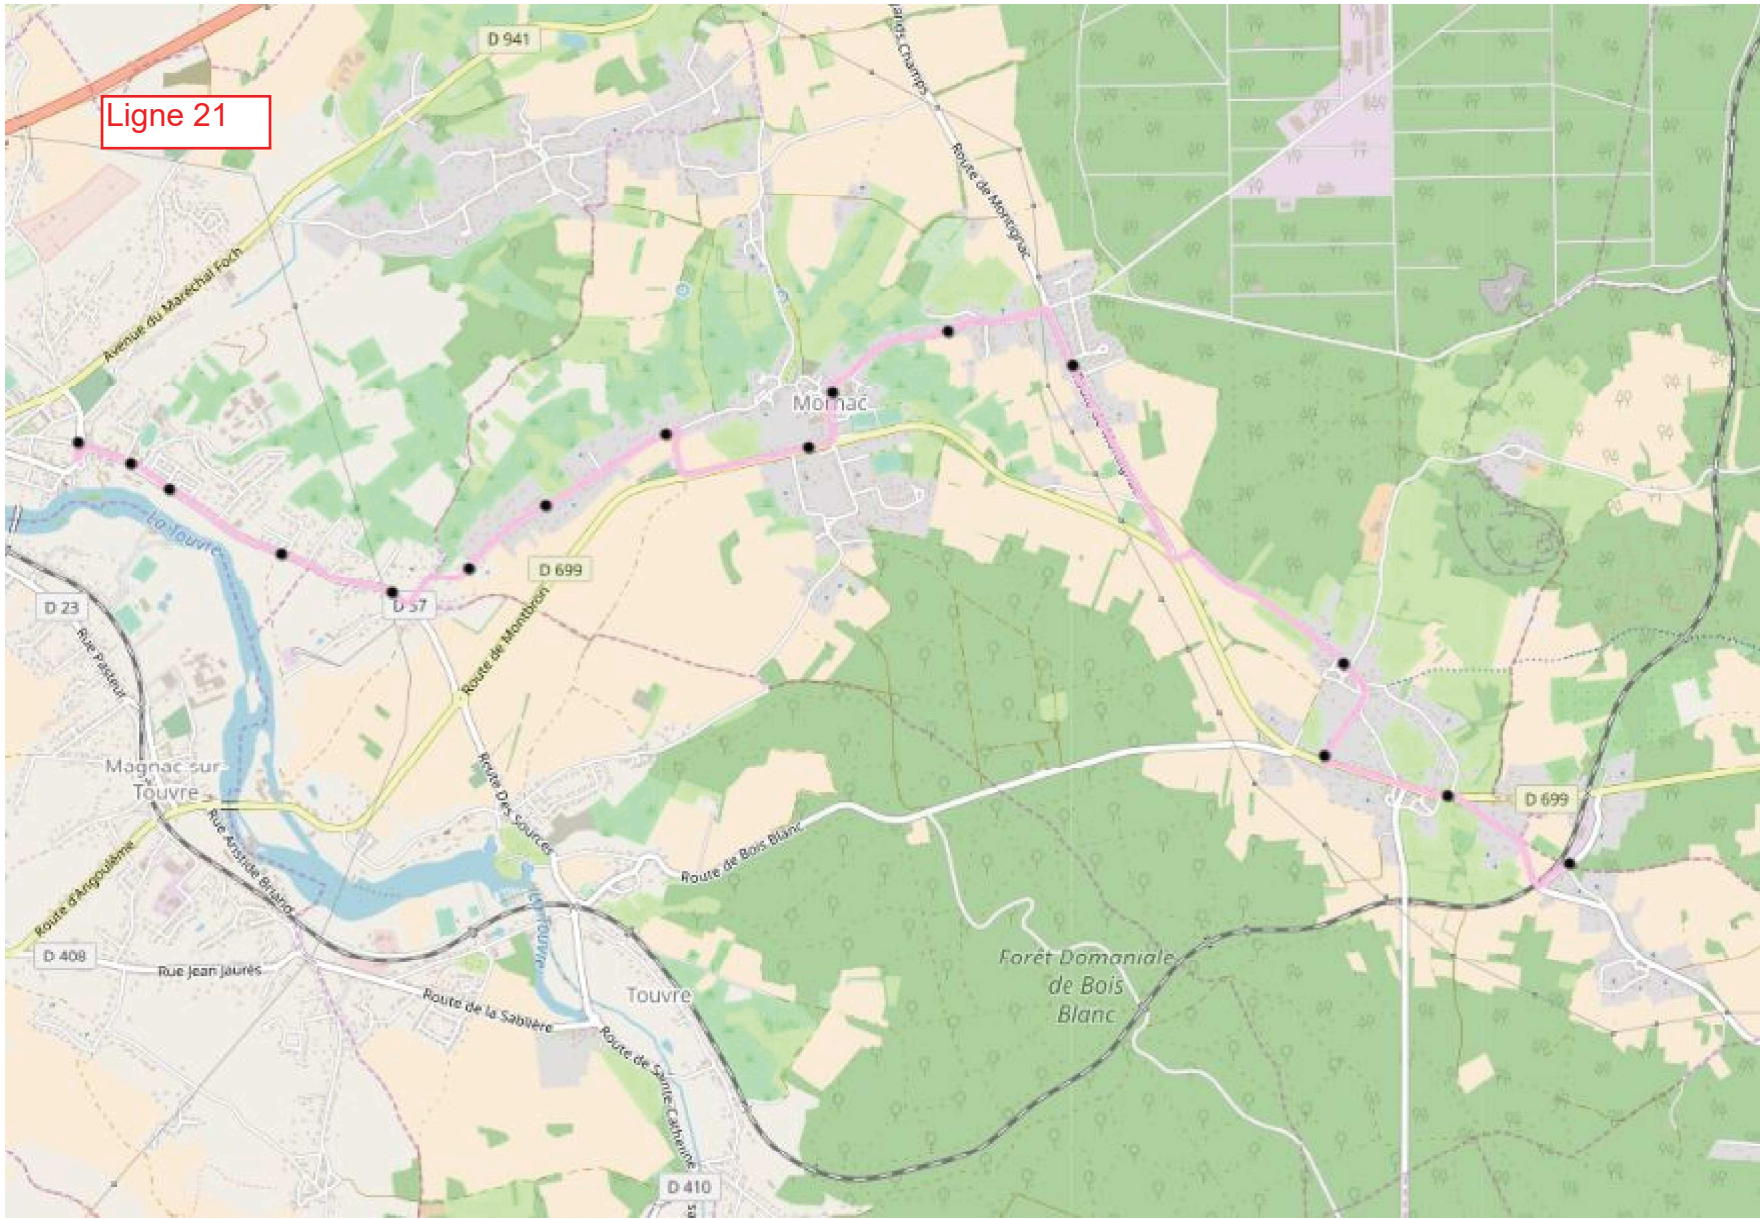 D 941
Ligne 21
ands Champs
Route de Montignac
Avenue du Maréchal Foch
Mornac
La Touvre
D 699
D 57
D 23
Rue Pasteur
Route de Montbron
Magnac-sur-
Touvre
Route Des Sources
D 699
Rue Aristide Briand
Route de Bois Blanc
Route d'Angoulême
D 408
Rue Jean Jaurès
Route de la Sablière
Touvre
Forêt Domaniale
de Bois
Blanc
Route de Sainte-Catherine
D 410